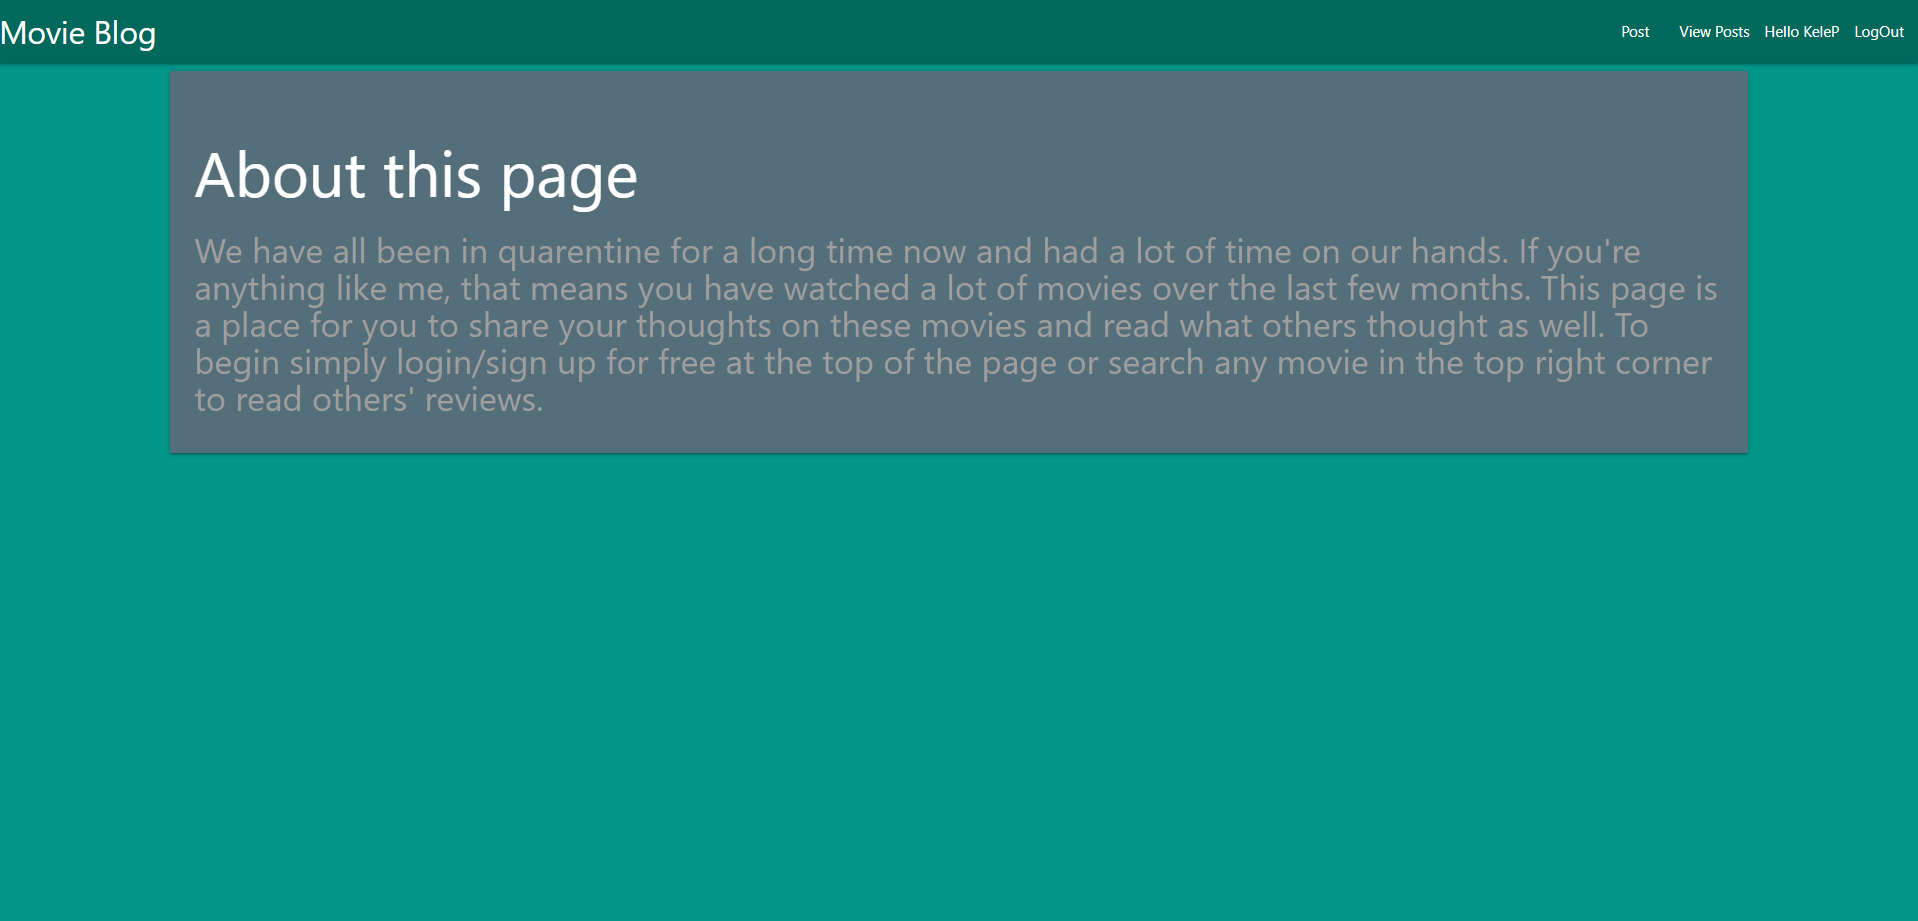 Movie Blog
Post View Posts Hello KeleP LogOut
About this page
We have all been in quarentine for a long time now and had a lot of time on our hands. If you're
anything like me, that means you have watched a lot of movies over the last few months. This page is
a place for you to share your thoughts on these movies and read what others thought as well. To
begin simply login/sign up for free at the top of the page or search any movie in the top right corner
to read others' reviews.